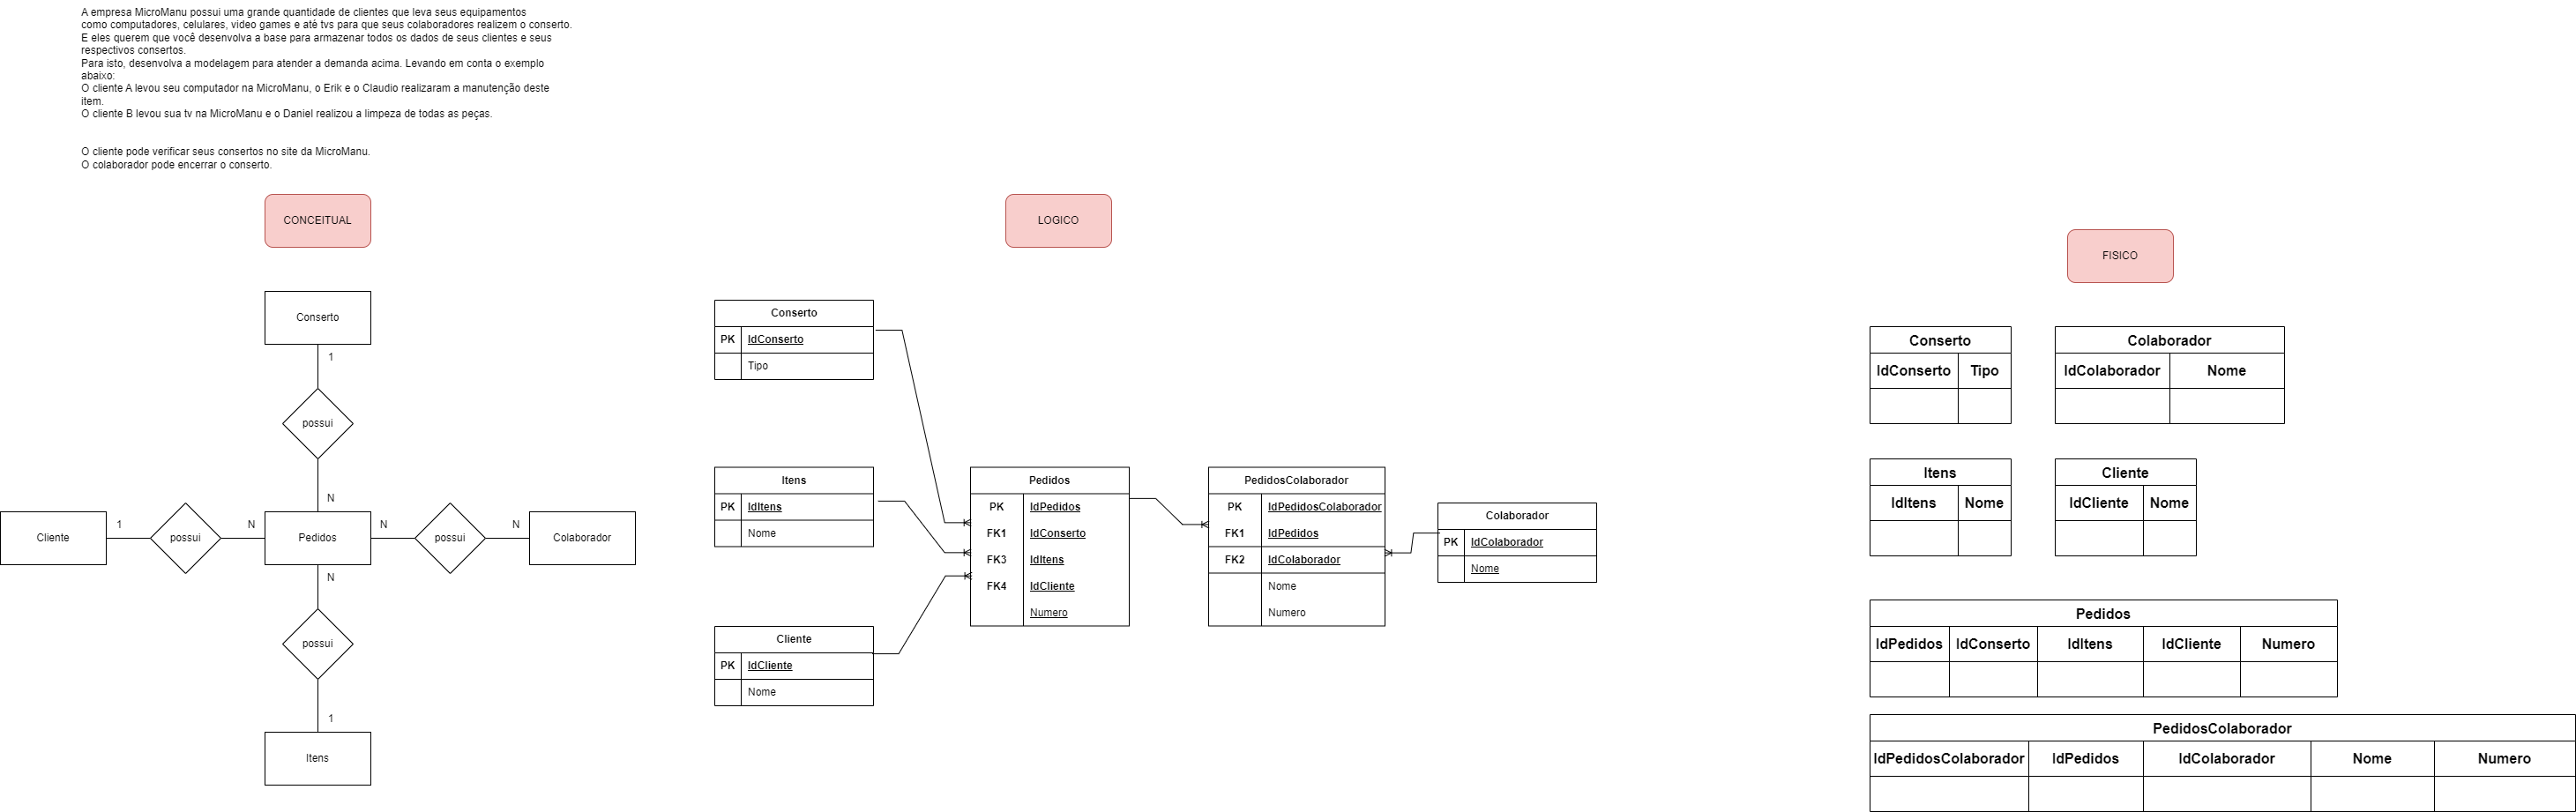 A empresa MicroManu possui uma grande quantidade de clientes que leva seus equipamentos
como computadores, celulares, video games e até tvs para que seus colaboradores realizem o conserto.
E eles querem que você desenvolva a base para armazenar todos os dados de seus clientes e seus
respectivos consertos.
Para isto, desenvolva a modelagem para atender a demanda acima. Levando em conta o exemplo
abaixo:
O cliente A levou seu computador na MicroManu, o Erik e o Claudio realizaram a manutenção deste
item.
O cliente B levou sua tv na MicroManu e o Daniel realizou a limpeza de todas as peças.
O cliente pode verificar seus consertos no site da MicroManu.
O colaborador pode encerrar o conserto.
CONCEITUAL
Conserto
1
possui
N
Cliente
1
possui
N
Pedidos
N
possui
N
Colaborador
N
possui
1
Itens
LOGICO
Conserto
PK IdConserto
Tipo
Itens
PK IdItens
Nome
Cliente
PK IdCliente
Nome
Pedidos
PK IdPedidos
FK1 IdConserto
FK3 IdItens
FK4 IdCliente
Numero
PedidosColaborador
PK IdPedidosColaborador
FK1 IdPedidos
FK2 IdColaborador
Nome
Numero
Colaborador
PK IdColaborador
Nome
FISICO
Conserto
IdConserto Tipo
Colaborador
IdColaborador Nome
Itens
IdItens Nome
Cliente
IdCliente Nome
Pedidos
IdPedidos IdConserto IdItens IdCliente Numero
PedidosColaborador
IdPedidosColaborador IdPedidos IdColaborador Nome Numero